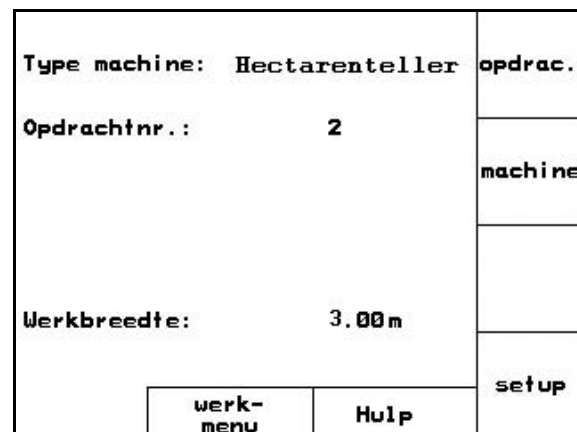 Type machine: Hectarenteller
opdrac.
Opdrachtnr.: 2
machine
Werkbreedte: 3.00m
setup
werk-
menu
Hulp